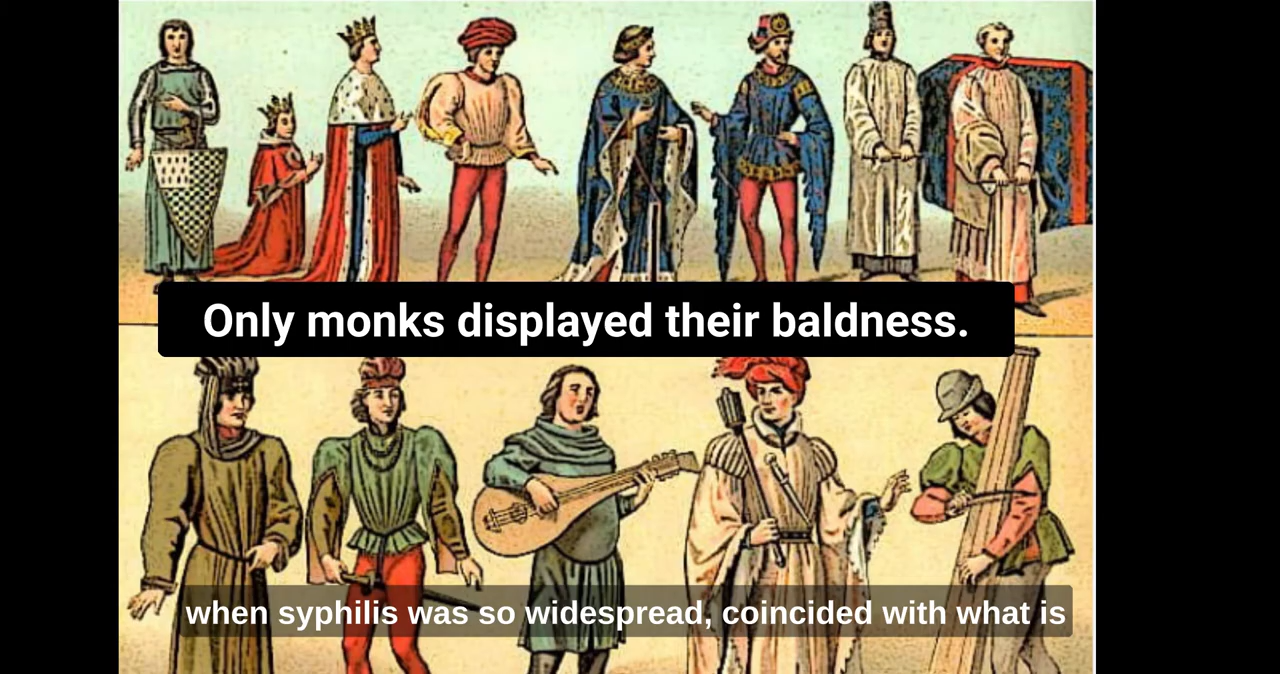 Only monks displayed their baldness.
when syphilis was so widespread, coincided with what is